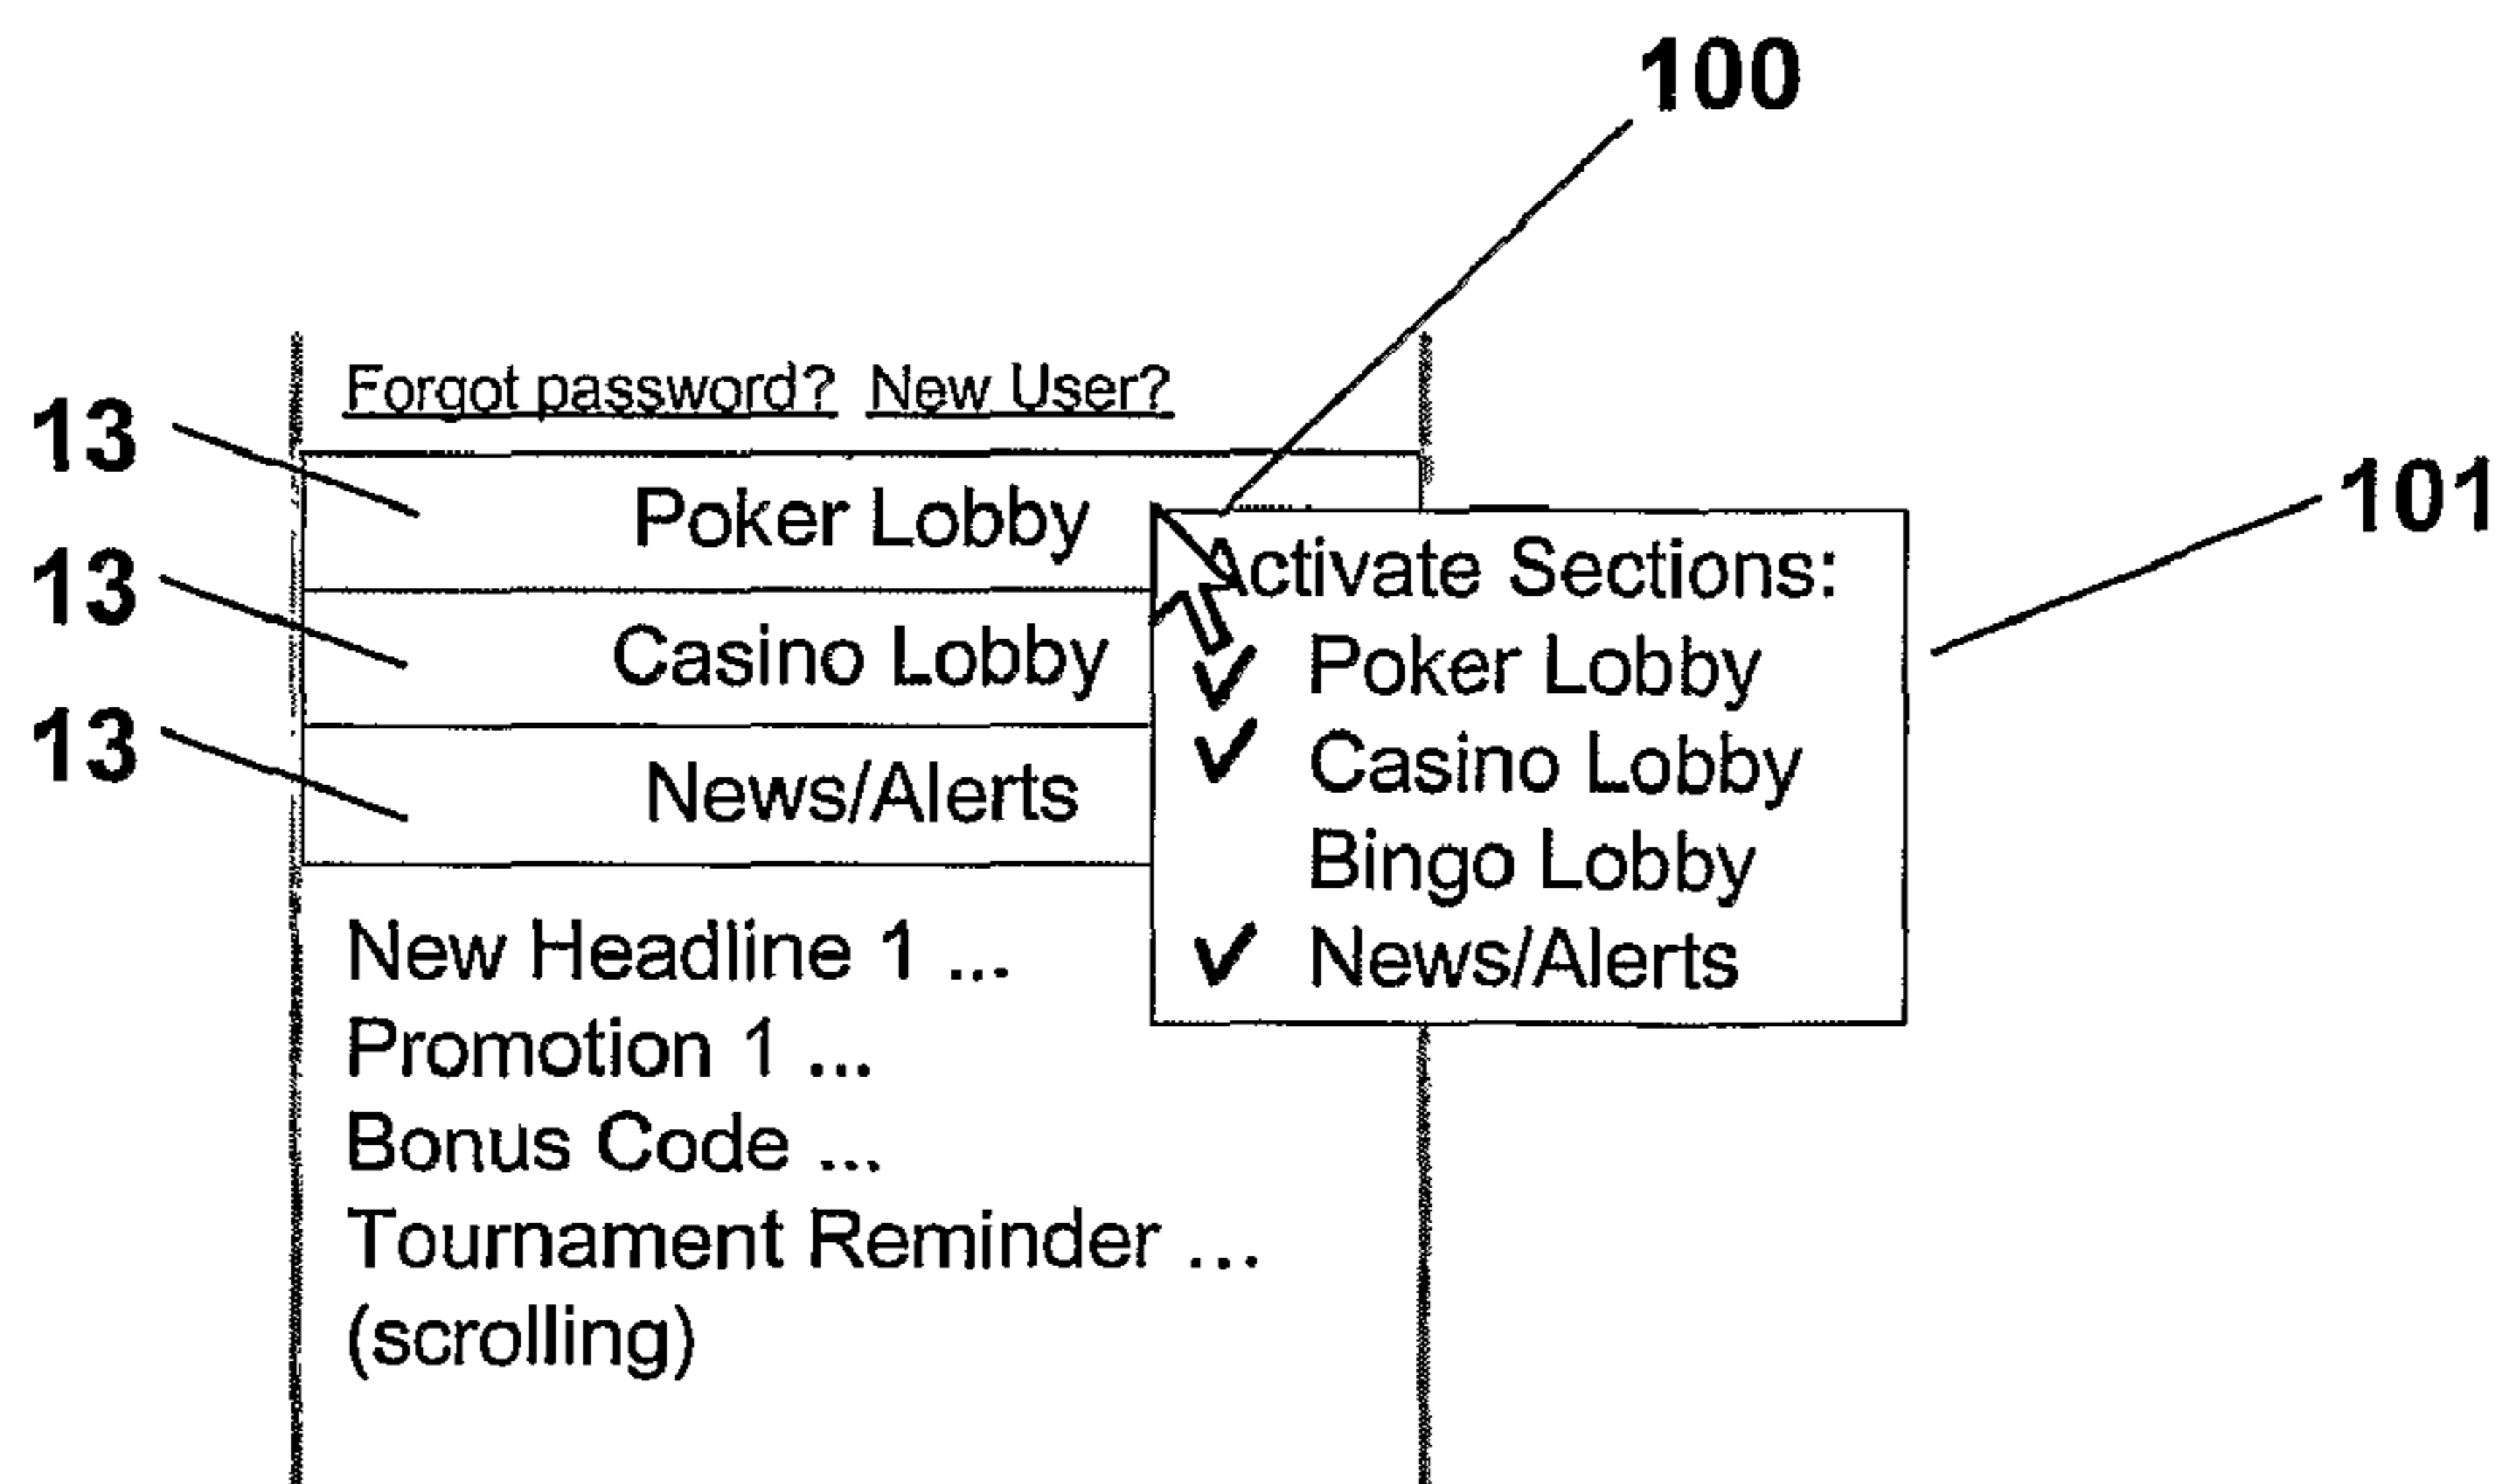 100
Forgot password? New User?
13
Poker Lobby
101
Activate Sections:
13
Casino Lobby
Poker Lobby
13
News/Alerts
Casino Lobby
Bingo Lobby
News/Alerts
New Headline 1 ...
Promotion 1 ...
Bonus Code ...
Tournament Reminder ...
(scrolling)